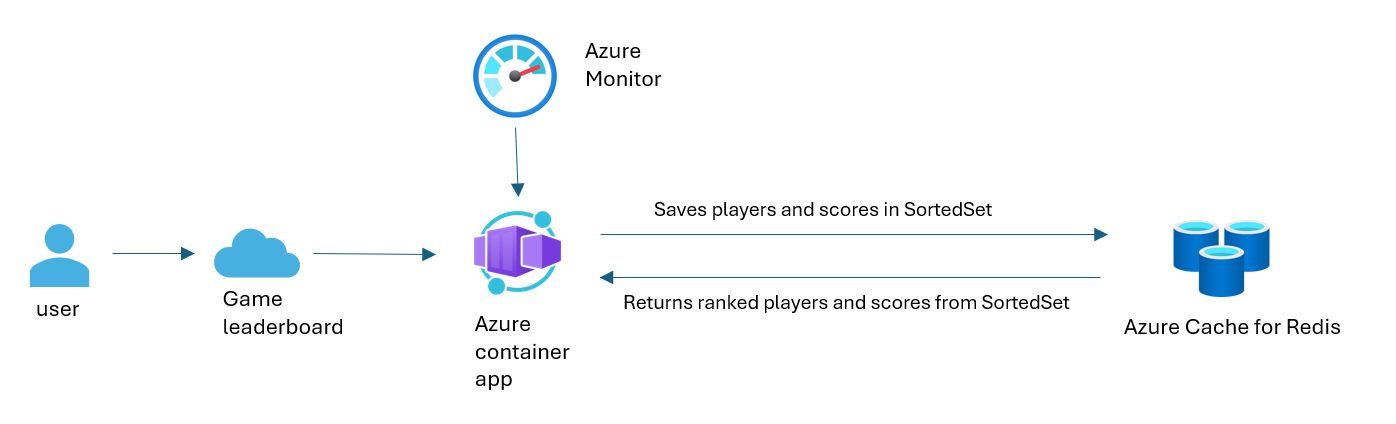 Azure
Monitor
Saves players and scores in SortedSet
user
Game
leaderboard
Azure
container
app
Returns ranked players and scores from SortedSet
Azure Cache for Redis